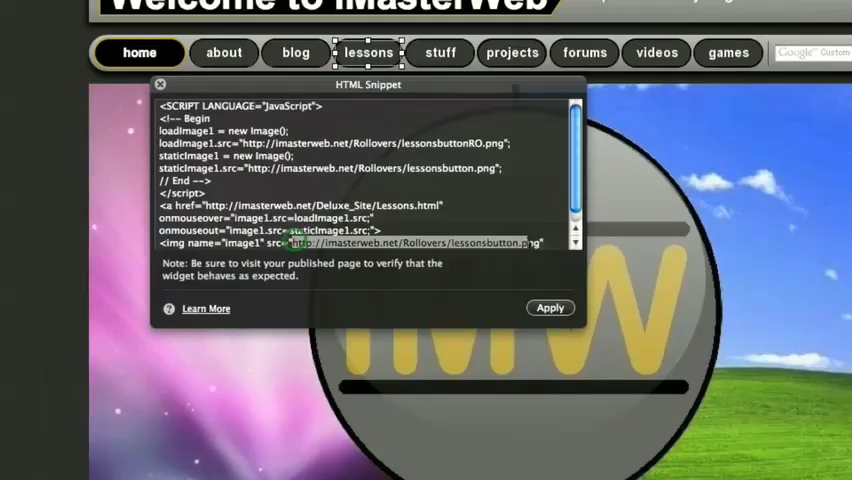 Welcome to iMasterWeb
home
about
blog
lessons
stuff
projects
forums
videos
games
Google™ Custom
HTML Snippet
<SCRIPT LANGUAGE="JavaScript">
<!-- Begin
loadImage1 = new Image();
loadImage1.src="http://imasterweb.net/Rollovers/lessonsbuttonRO.png";
staticImage1 = new Image();
staticImage1.src="http://imasterweb.net/Rollovers/lessonsbutton.png";
// End -->
</script>
<a href="http://imasterweb.net/Deluxe_Site/Lessons.html"
onmouseover="image1.src=loadImage1.src;"
onmouseout="image1.src=staticImage1.src;">
<img name="image1" src="http://imasterweb.net/Rollovers/lessonsbutton.png"
Note: Be sure to visit your published page to verify that the
widget behaves as expected.
? Learn More
Apply
iMW